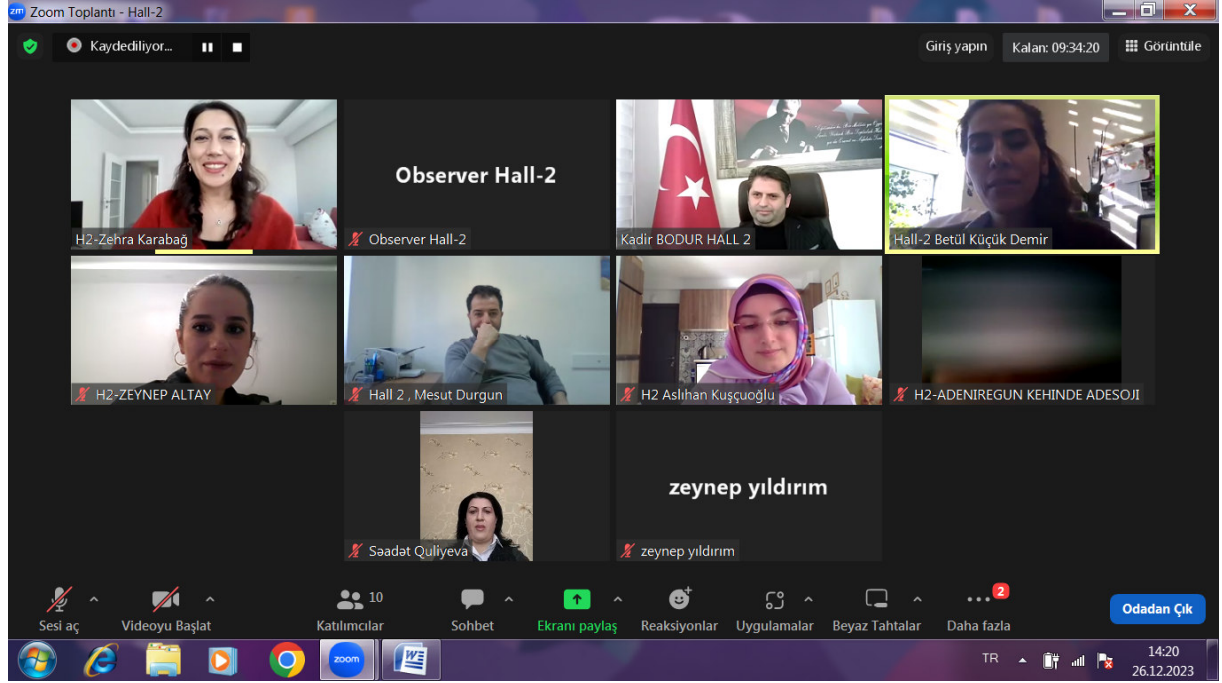 Zoom Toplantı - Hall-2
Kaydediliyor...
Giriş yapın
Kalan: 09:34:20
Görüntüle
H2-Zehra Karabağ
Observer Hall-2
Observer Hall-2
Kadir BODUR HALL 2
Hall-2 Betül Küçük Demir
H2-ZEYNEP ALTAY
Hall 2 , Mesut Durgun
H2 Aslıhan Kuşçuoğlu
H2-ADENIREGUN KEHINDE ADESOJI
Səadət Quliyeva
zeynep yıldırım
zeynep yıldırım
Sesi aç
Videoyu Başlat
10
Katılımcılar
Sohbet
Ekranı paylaş
Reaksiyonlar
Uygulamalar
Beyaz Tahtalar
2
Daha fazla
Odadan Çık
zm
zoom
TR
14:20
26.12.2023